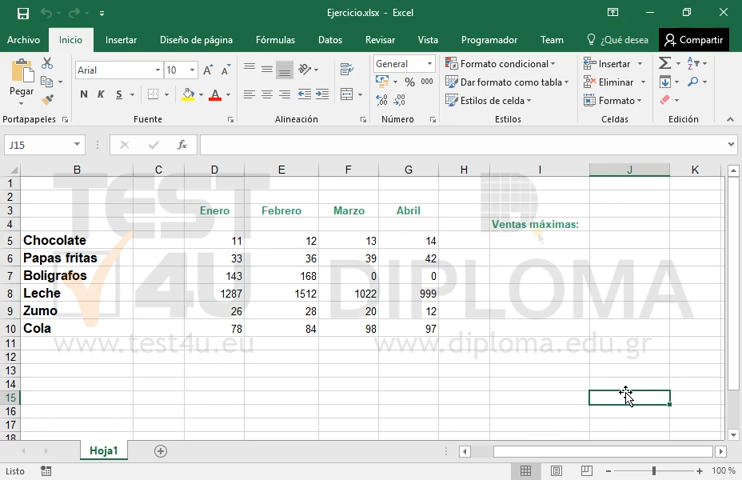 Ejercicio.xlsx - Excel
Archivo Inicio Insertar Diseño de página Fórmulas Datos Revisar Vista Programador Team ¿Qué desea Compartir
Pegar
Arial 10
N K S
A A
General
% 000
Formato condicional
Dar formato como tabla
Estilos de celda
Insertar
Eliminar
Formato
Portapapeles Fuente Alineación Número Estilos Celdas Edición
J15 fx
B C D E F G H I J K
1
2
3 Enero Febrero Marzo Abril
4 Ventas máximas:
5 Chocolate 11 12 13 14
6 Papas fritas 33 36 39 42
7 Boligrafos 143 168 0 0
8 Leche 1287 1512 1022 999
9 Zumo 26 28 20 12
10 Cola 78 84 98 97
11
12
13
14
15
16
17
18
TEST 4U DIPLOMA
www.test4u.eu www.diploma.edu.gr
Hoja1
Listo 100 %